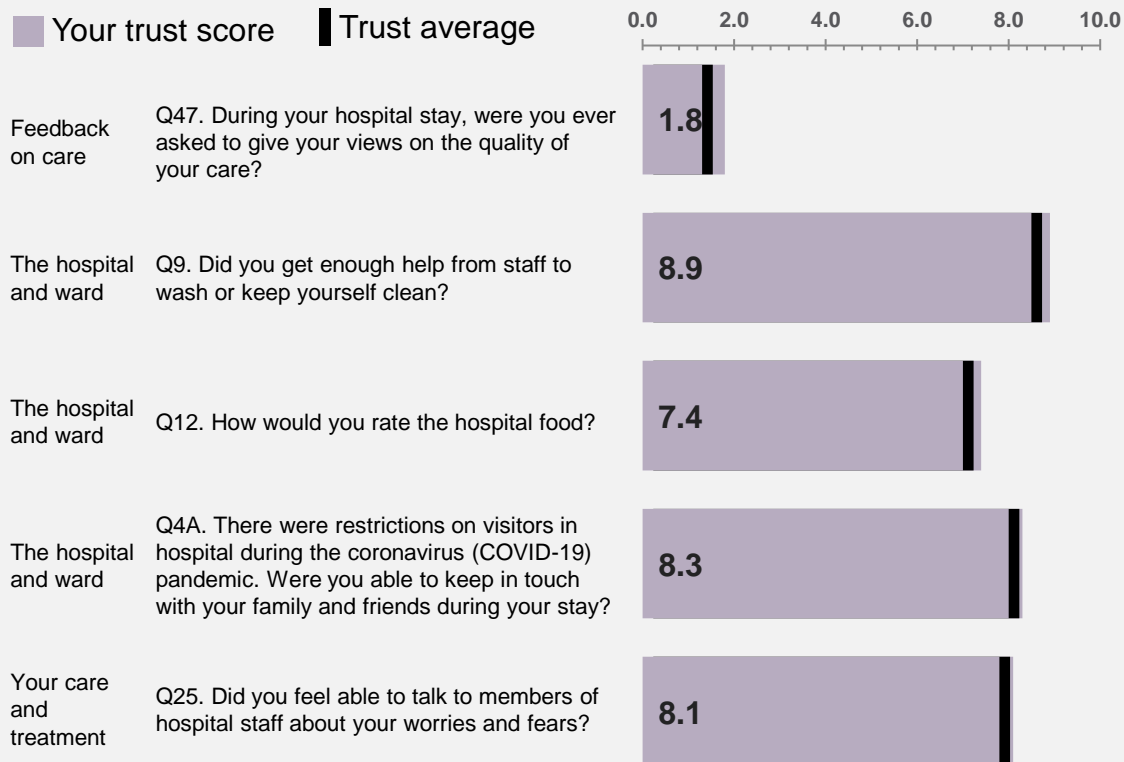 Your trust score
Trust average
0.0 2.0 4.0 6.0 8.0 10.0
Feedback
on care
Q47. During your hospital stay, were you ever
asked to give your views on the quality of
your care?
1.8
The hospital
and ward
Q9. Did you get enough help from staff to
wash or keep yourself clean?
8.9
The hospital
and ward
Q12. How would you rate the hospital food?
7.4
The hospital
and ward
Q4A. There were restrictions on visitors in
hospital during the coronavirus (COVID-19)
pandemic. Were you able to keep in touch
with your family and friends during your stay?
8.3
Your care
and
treatment
Q25. Did you feel able to talk to members of
hospital staff about your worries and fears?
8.1